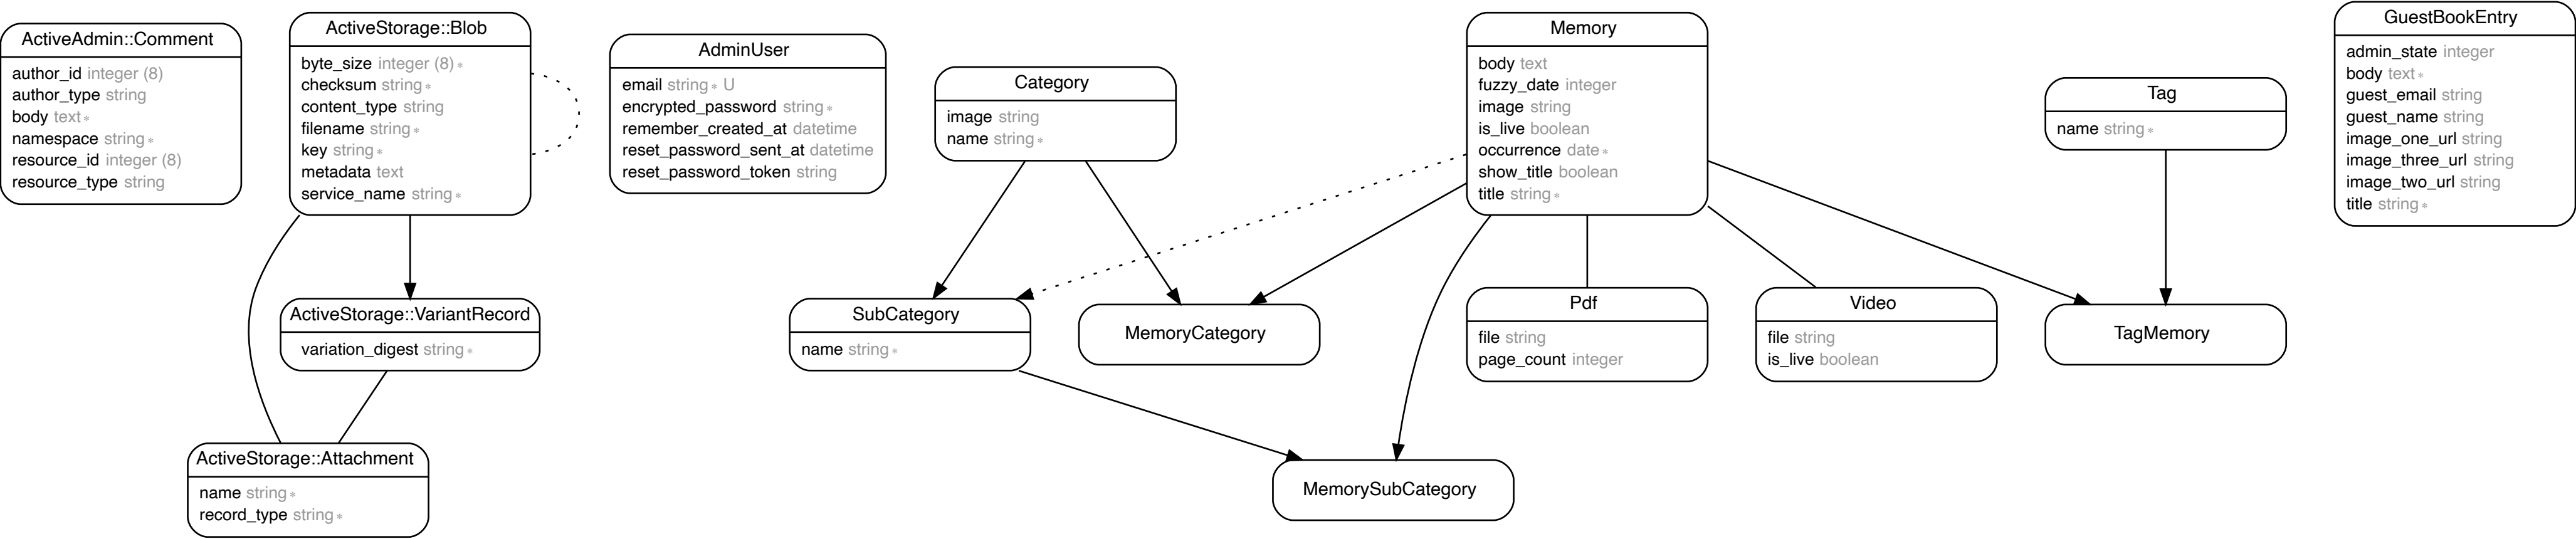 ActiveAdmin::Comment
author_id integer (8)
author_type string
body text *
namespace string *
resource_id integer (8)
resource_type string
ActiveStorage::Blob
byte_size integer (8) *
checksum string *
content_type string
filename string *
key string *
metadata text
service_name string *
AdminUser
email string * U
encrypted_password string *
remember_created_at datetime
reset_password_sent_at datetime
reset_password_token string
Category
image string
name string *
Memory
body text
fuzzy_date integer
image string
is_live boolean
occurrence date *
show_title boolean
title string *
Tag
name string *
GuestBookEntry
admin_state integer
body text *
guest_email string
guest_name string
image_one_url string
image_three_url string
image_two_url string
title string *
ActiveStorage::VariantRecord
variation_digest string *
SubCategory
name string *
MemoryCategory
Pdf
file string
page_count integer
Video
file string
is_live boolean
TagMemory
ActiveStorage::Attachment
name string *
record_type string *
MemorySubCategory